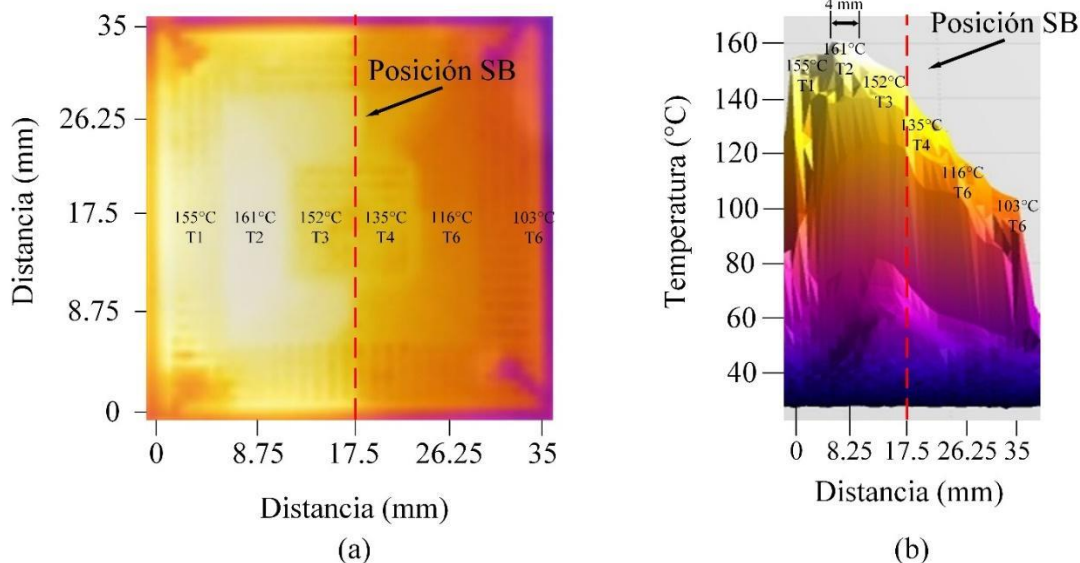 35
26.25
17.5
8.75
0
Distancia (mm)
Posición SB
155°C
T1
161°C
T2
152°C
T3
135°C
T4
116°C
T6
103°C
T6
0
8.75
17.5
26.25
35
Distancia (mm)
(a)
4 mm
Posición SB
160
140
120
100
80
60
40
Temperatura (°C)
155°C
T1
161°C
T2
152°C
T3
135°C
T4
116°C
T6
103°C
T6
0
8.25
17.5
26.25
35
Distancia (mm)
(b)